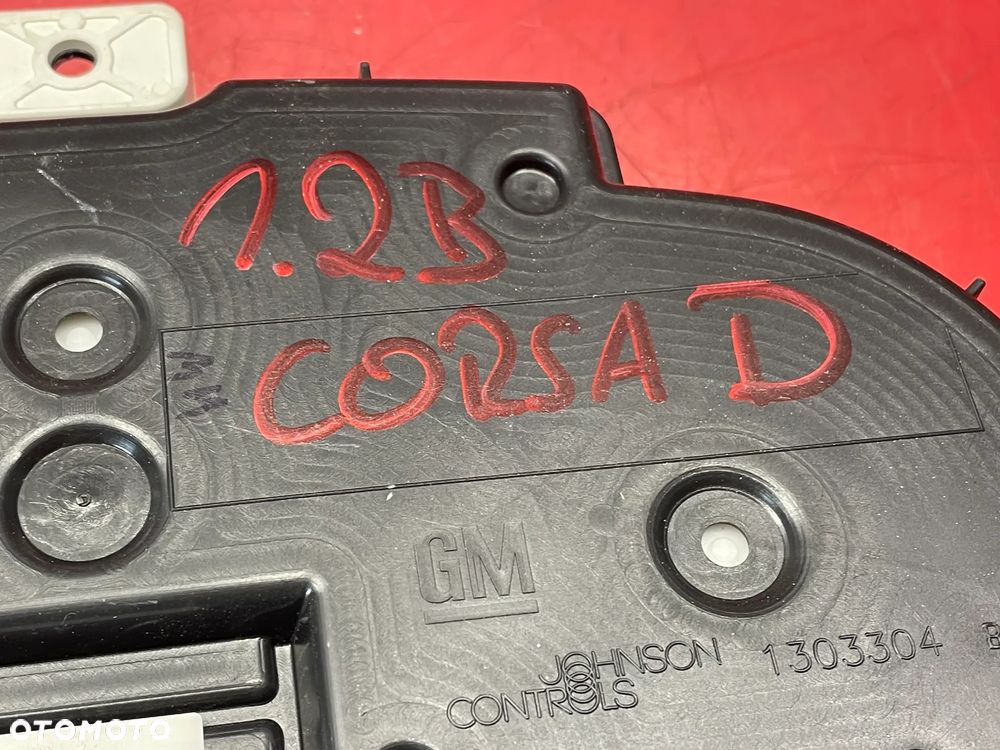 1.2B
CORSA D
GM
JOHNSON
CONTROLS
1303304
OTOMOTO